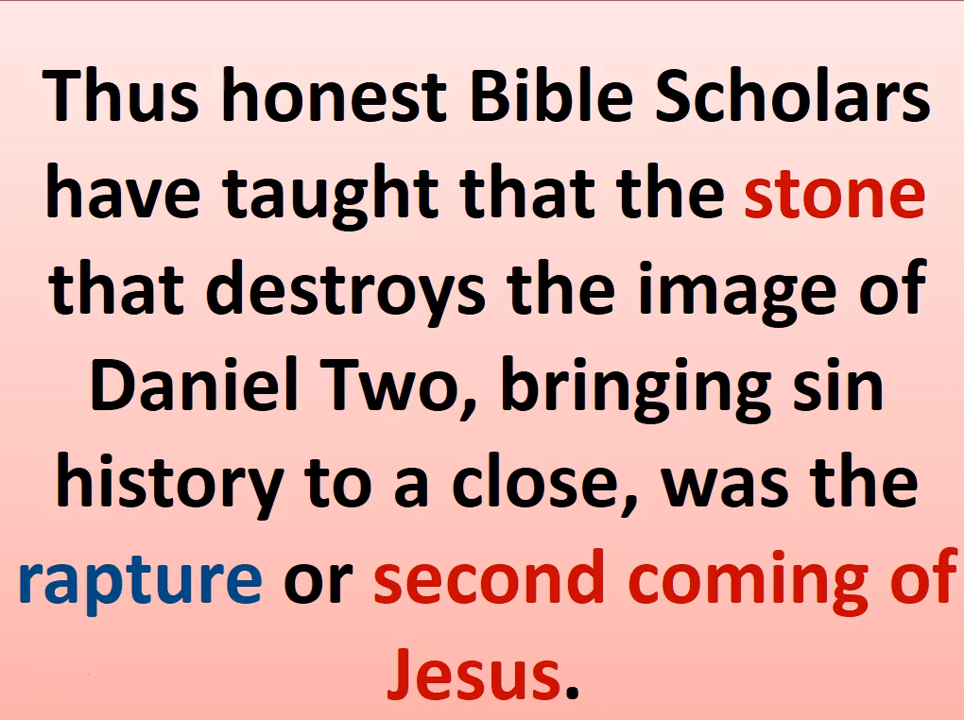 Thus honest Bible Scholars
have taught that the stone
that destroys the image of
Daniel Two, bringing sin
history to a close, was the
rapture or second coming of
Jesus.